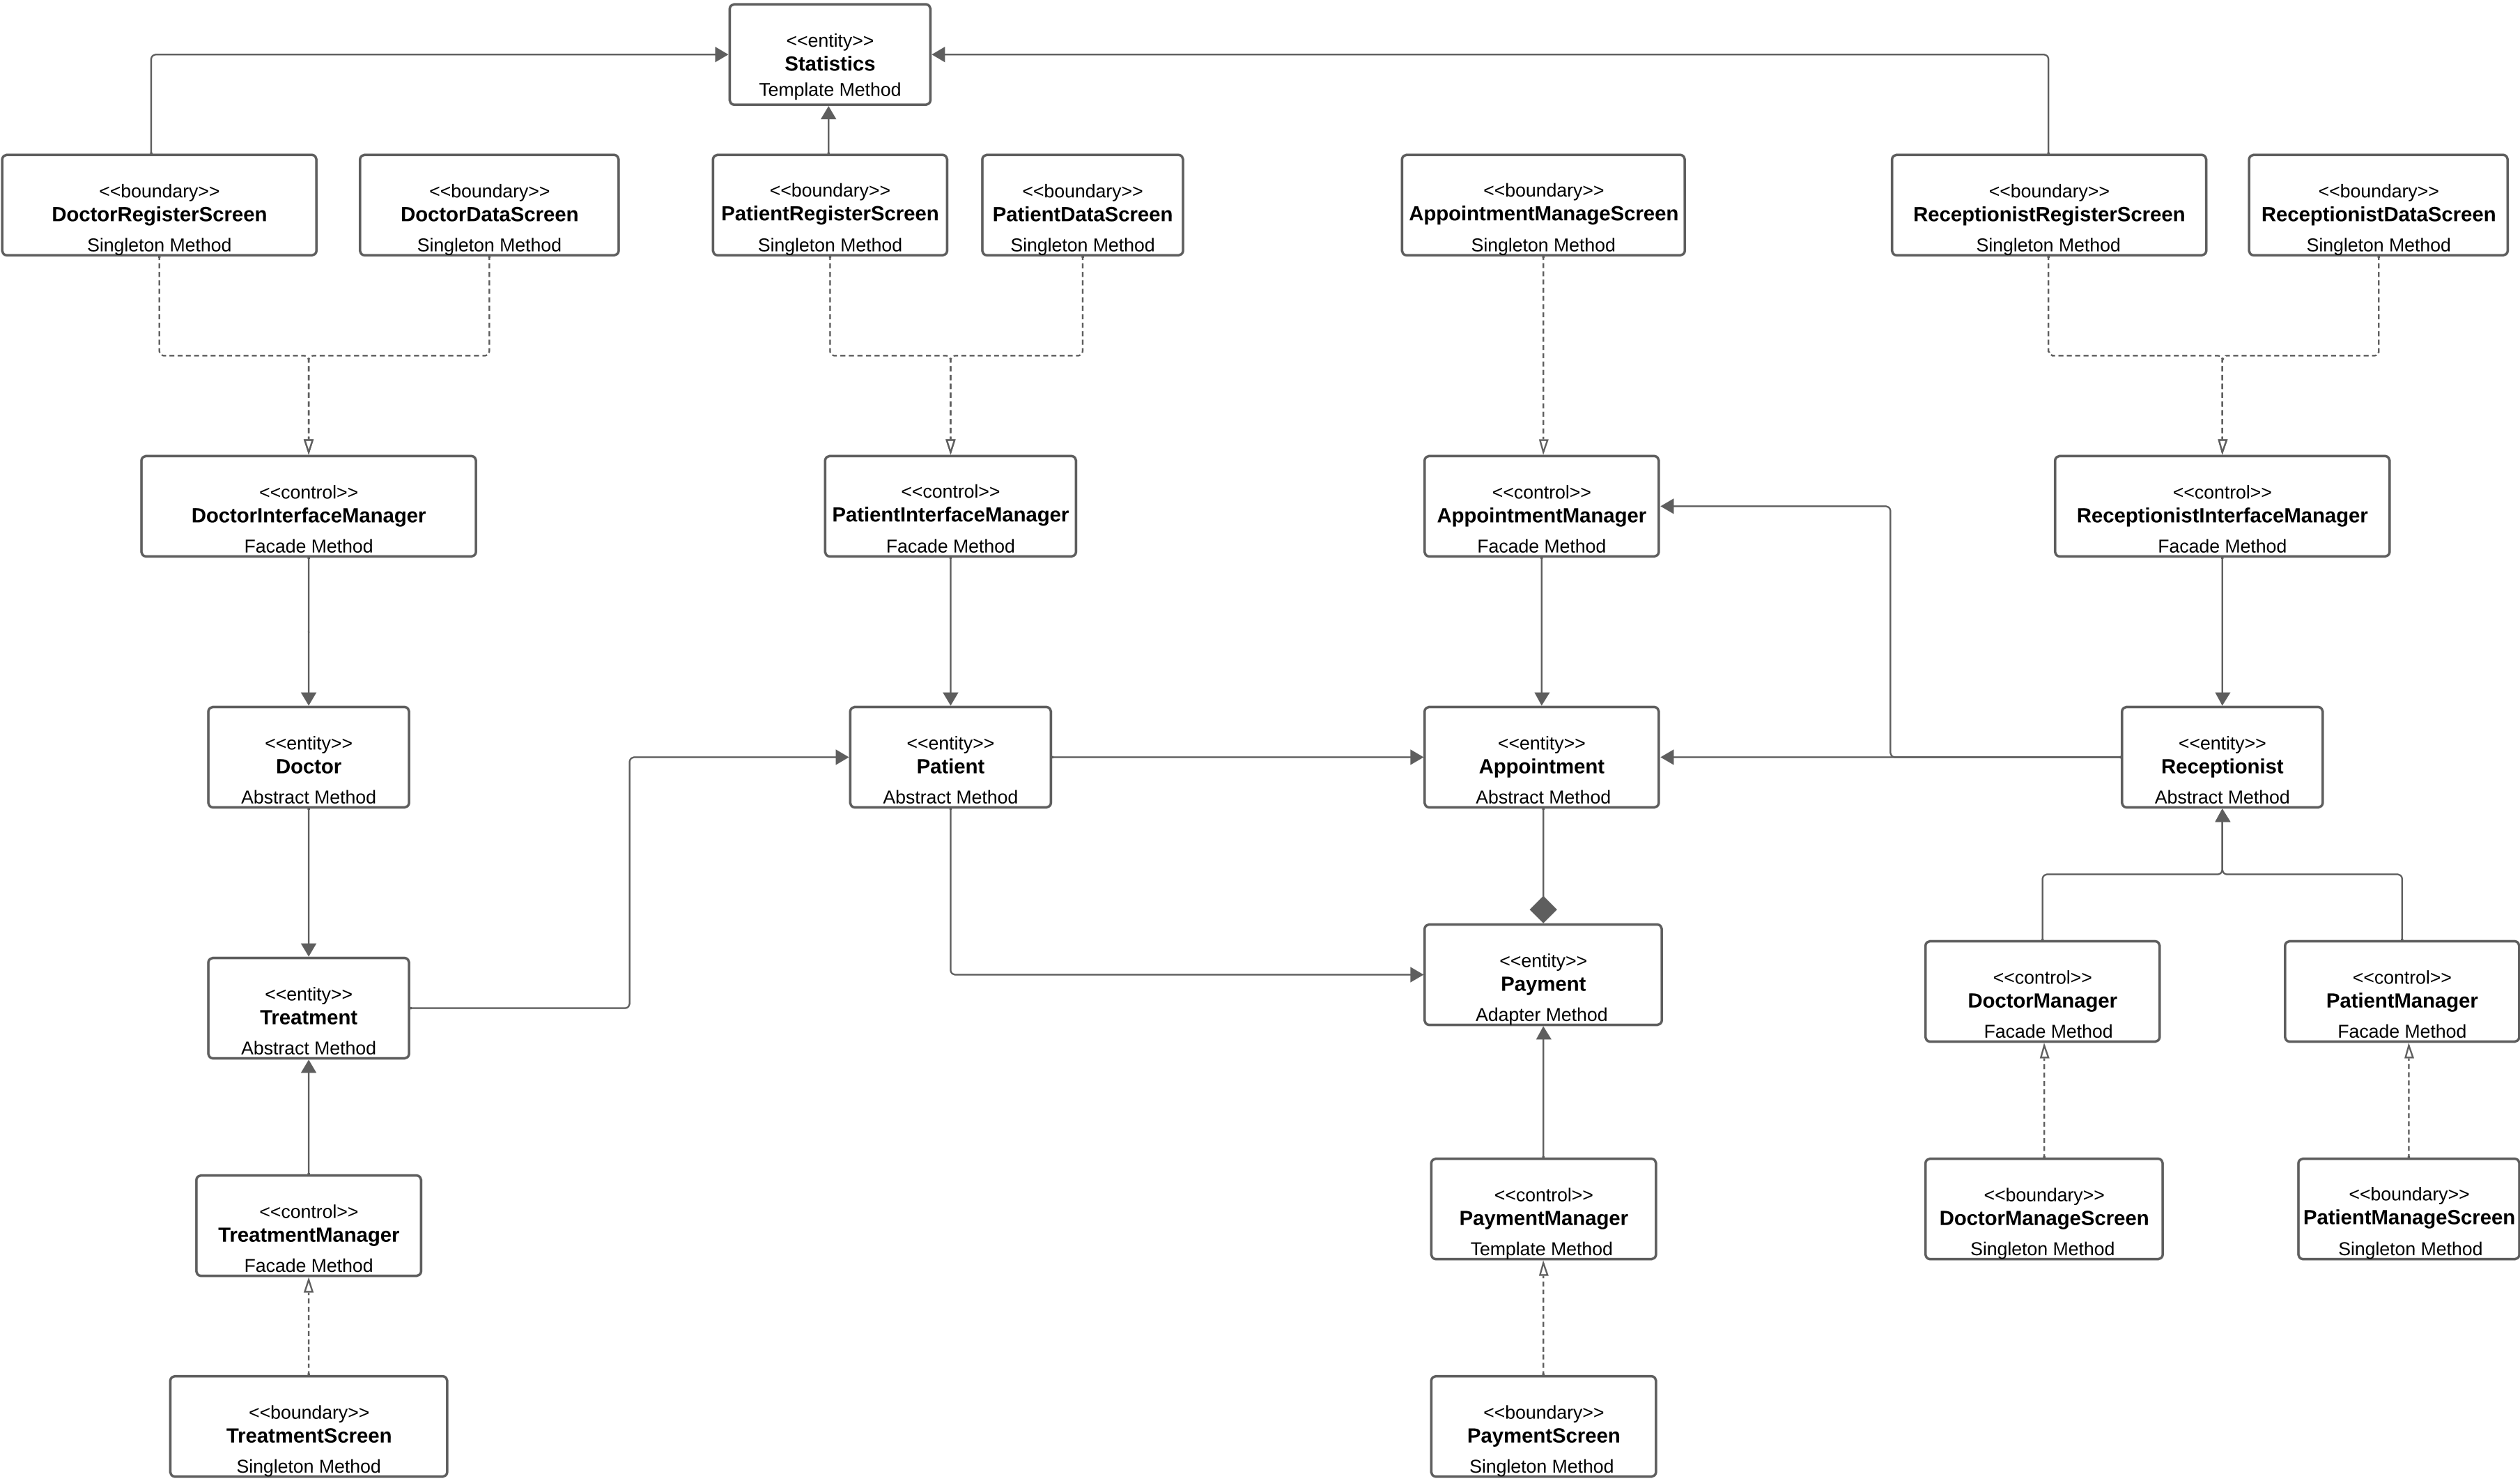 <<entity>>
Statistics
Template Method
<<boundary>>
DoctorRegisterScreen
Singleton Method
<<boundary>>
DoctorDataScreen
Singleton Method
<<boundary>>
PatientRegisterScreen
Singleton Method
<<boundary>>
PatientDataScreen
Singleton Method
<<boundary>>
AppointmentManageScreen
Singleton Method
<<boundary>>
ReceptionistRegisterScreen
Singleton Method
<<boundary>>
ReceptionistDataScreen
Singleton Method
<<control>>
DoctorInterfaceManager
Facade Method
<<control>>
PatientInterfaceManager
Facade Method
<<control>>
AppointmentManager
Facade Method
<<control>>
ReceptionistInterfaceManager
Facade Method
<<entity>>
Doctor
Abstract Method
<<entity>>
Patient
Abstract Method
<<entity>>
Appointment
Abstract Method
<<entity>>
Receptionist
Abstract Method
<<entity>>
Treatment
Abstract Method
<<entity>>
Payment
Adapter Method
<<control>>
DoctorManager
Facade Method
<<control>>
PatientManager
Facade Method
<<control>>
TreatmentManager
Facade Method
<<control>>
PaymentManager
Template Method
<<boundary>>
DoctorManageScreen
Singleton Method
<<boundary>>
PatientManageScreen
Singleton Method
<<boundary>>
TreatmentScreen
Singleton Method
<<boundary>>
PaymentScreen
Singleton Method